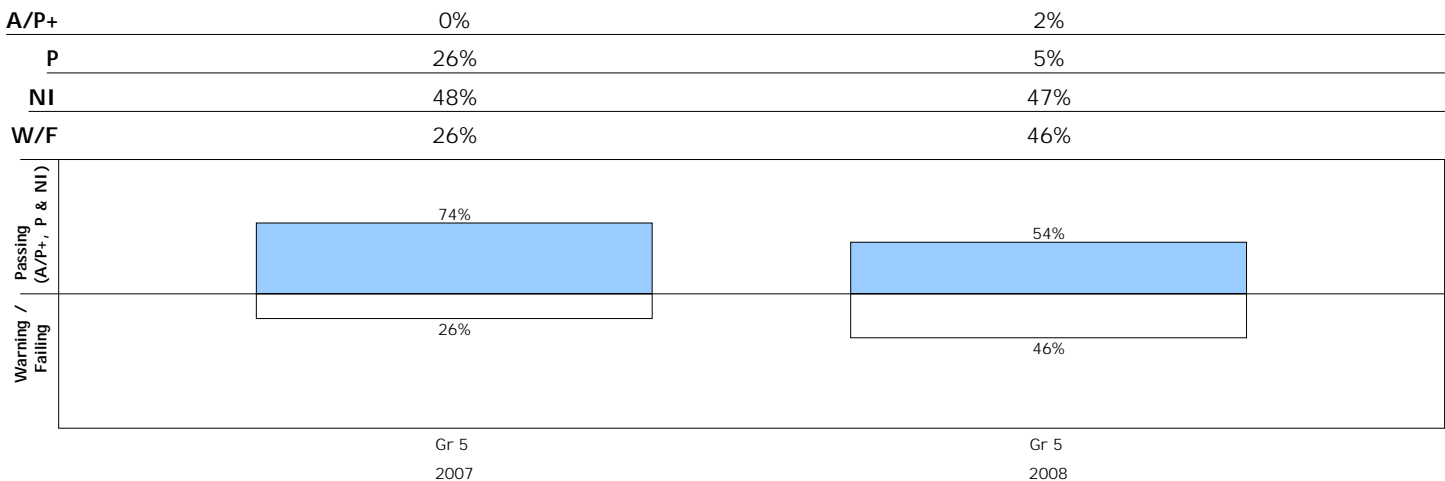 A/P+ 0% 2%
P 26% 5%
NI 48% 47%
W/F 26% 46%
Passing
(A/P+, P & NI)
74%
54%
Warning /
Failing
26%
46%
Gr 5 Gr 5
2007 2008